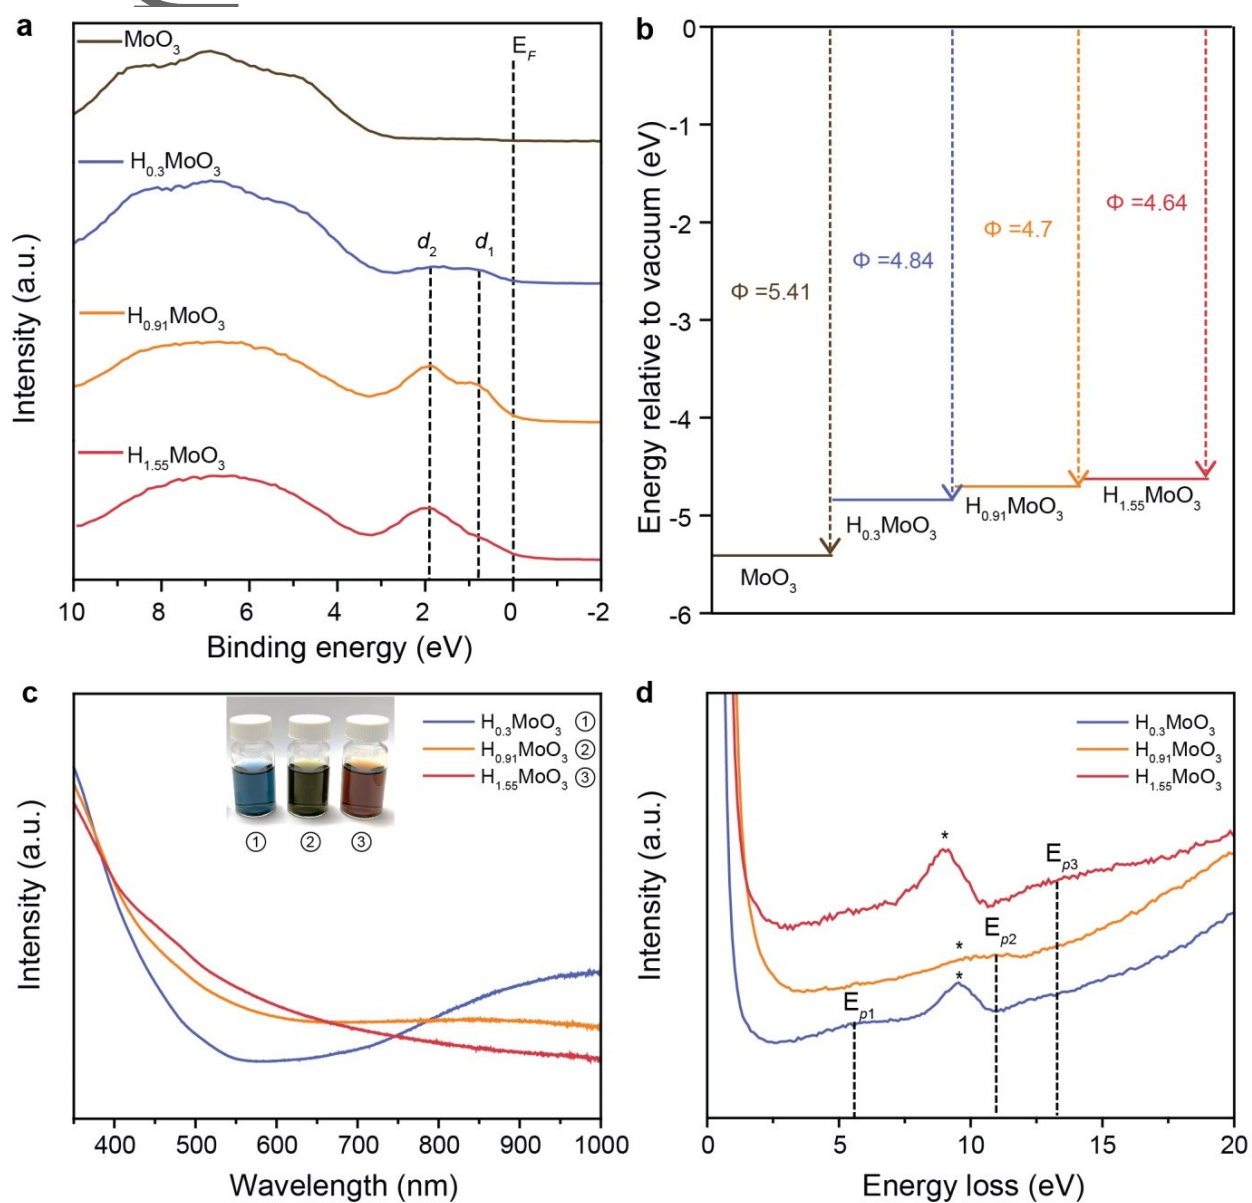 a
MoO3
EF
H0.3MoO3
d2
d1
H0.91MoO3
H1.55MoO3
Intensity (a.u.)
10 8 6 4 2 0 -2
Binding energy (eV)
b
0
-1
-2
-3
-4
-5
-6
Energy relative to vacuum (eV)
Φ =5.41
Φ =4.84
Φ =4.7
Φ =4.64
MoO3
H0.3MoO3
H0.91MoO3
H1.55MoO3
c
H0.3MoO3 ①
H0.91MoO3 ②
H1.55MoO3 ③
① ② ③
Intensity (a.u.)
400 500 600 700 800 900 1000
Wavelength (nm)
d
H0.3MoO3
H0.91MoO3
H1.55MoO3
*
Ep3
Ep2
*
*
Ep1
Intensity (a.u.)
0 5 10 15 20
Energy loss (eV)